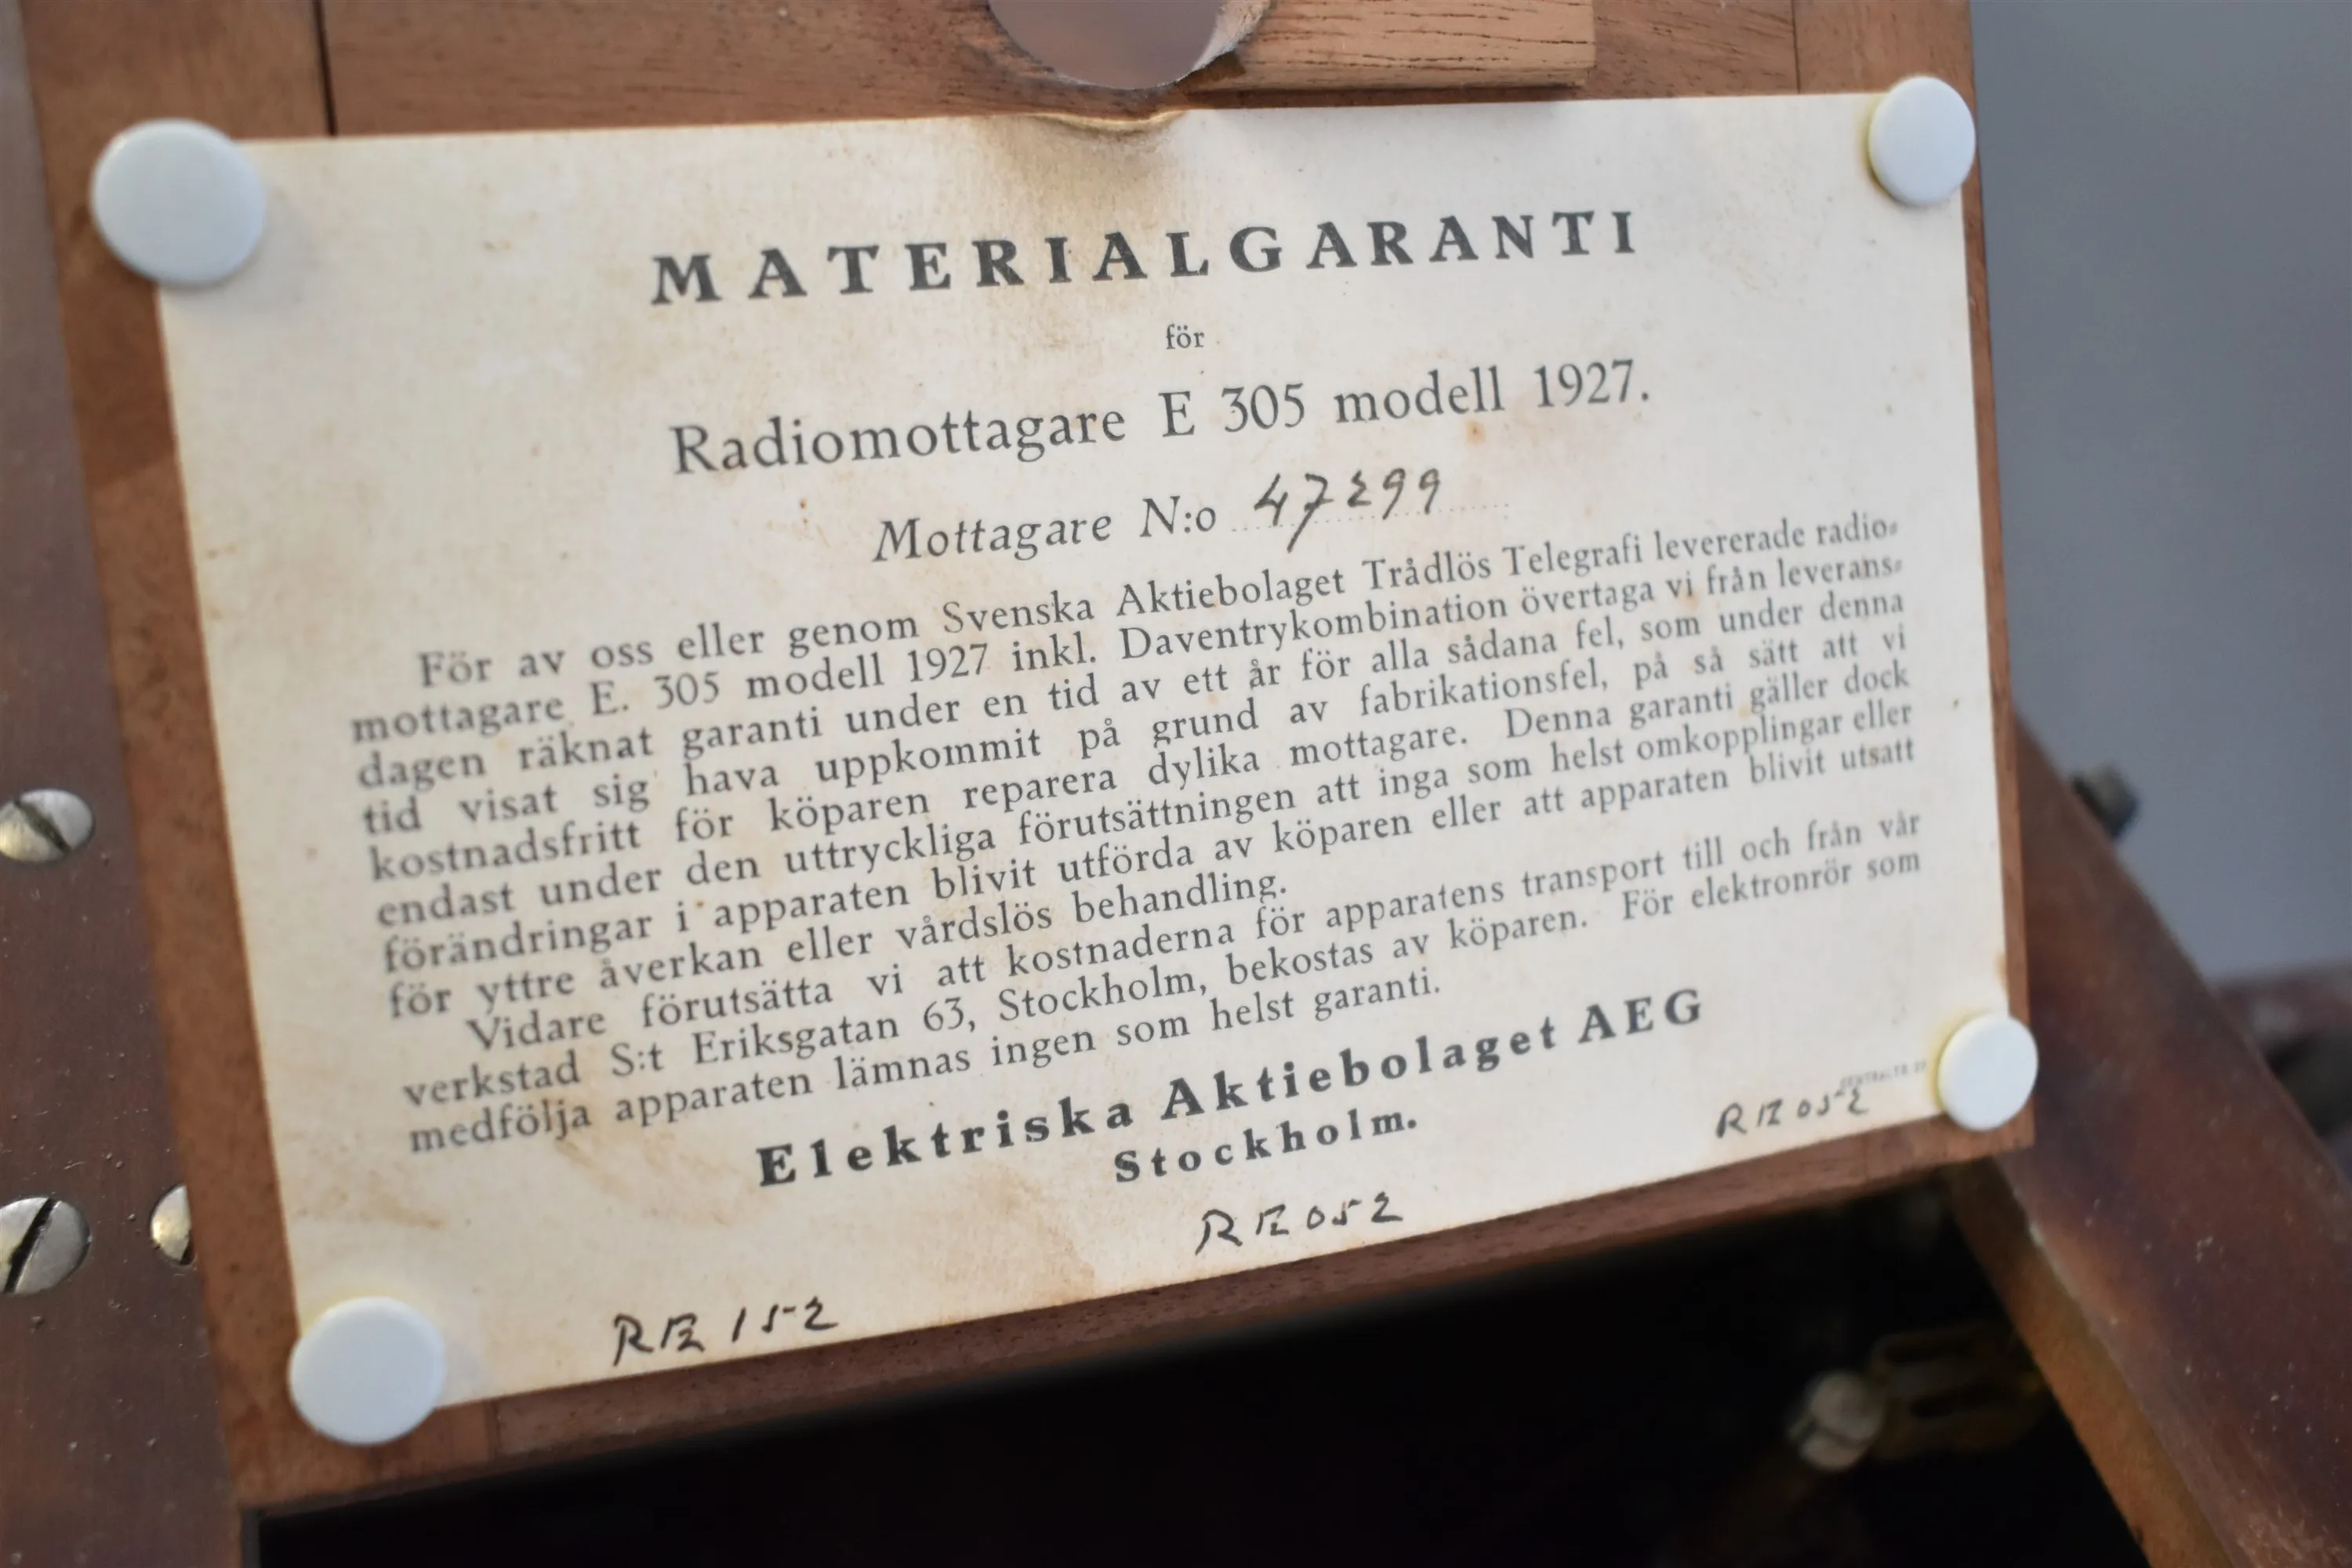 MATERIALGARANTI
för
Radiomottagare E 305 modell 1927.
Mottagare N:o 47299
För av oss eller genom Svenska Aktiebolaget Trådlös Telegrafi levererade radio-
mottagare E. 305 modell 1927 inkl. Daventrykombination övertaga vi från leverans-
dagen räknat garanti under en tid av ett år för alla sådana fel, som under denna
tid visat sig hava uppkommit på grund av fabrikationsfel, på så sätt att vi
kostnadsfritt för köparen reparera dylika mottagare. Denna garanti gäller dock
endast under den uttryckliga förutsättningen att inga som helst omkopplingar eller
förändringar i apparaten blivit utförda av köparen eller att apparaten blivit utsatt
för yttre åverkan eller vårdslös behandling.
Vidare förutsätta vi att kostnaderna för apparatens transport till och från vår
verkstad S:t Eriksgatan 63, Stockholm, bekostas av köparen. För elektronrör som
medfölja apparaten lämnas ingen som helst garanti.
Elektriska Aktiebolaget AEG
Stockholm.
RE 152
RE 052
RE 052